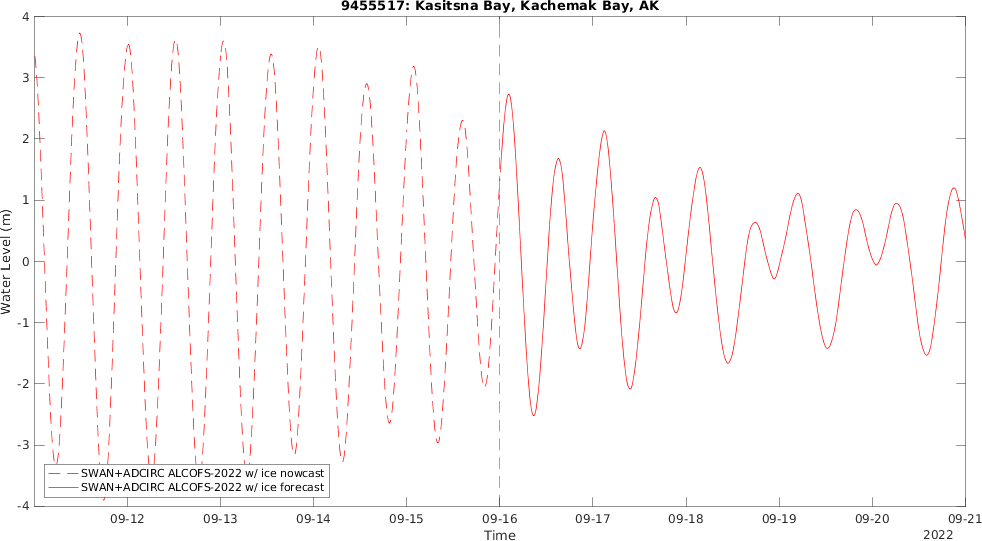 9455517: Kasitsna Bay, Kachemak Bay, AK
Water Level (m)
4
3
2
1
0
-1
-2
-3
-4
SWAN+ADCIRC ALCOFS-2022 w/ ice nowcast
SWAN+ADCIRC ALCOFS-2022 w/ ice forecast
09-12 09-13 09-14 09-15 09-16 09-17 09-18 09-19 09-20 09-21
Time
2022